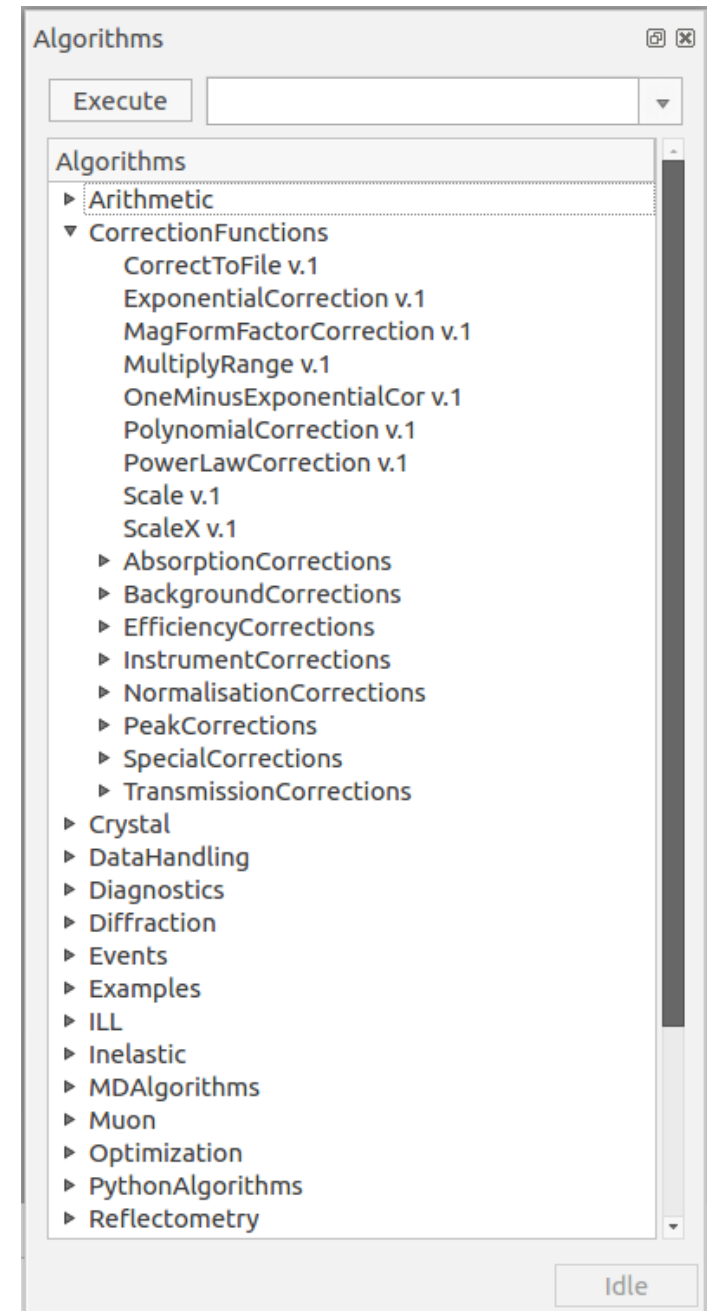 Algorithms
Execute
Algorithms
Arithmetic
CorrectionFunctions
CorrectToFile v.1
ExponentialCorrection v.1
MagFormFactorCorrection v.1
MultiplyRange v.1
OneMinusExponentialCor v.1
PolynomialCorrection v.1
PowerLawCorrection v.1
Scale v.1
ScaleX v.1
AbsorptionCorrections
BackgroundCorrections
EfficiencyCorrections
InstrumentCorrections
NormalisationCorrections
PeakCorrections
SpecialCorrections
TransmissionCorrections
Crystal
DataHandling
Diagnostics
Diffraction
Events
Examples
ILL
Inelastic
MDAlgorithms
Muon
Optimization
PythonAlgorithms
Reflectometry
Idle